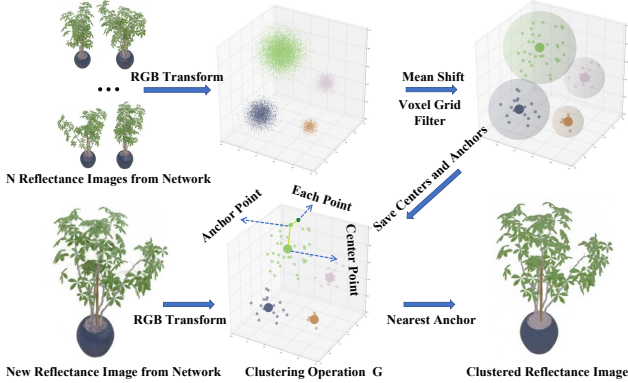 RGB Transform
Mean Shift
Voxel Grid
Filter
N Reflectance Images from Network
Save Centers and Anchors
Anchor Point
Each Point
Center Point
RGB Transform
Nearest Anchor
New Reflectance Image from Network
Clustering Operation G
Clustered Reflectance Image